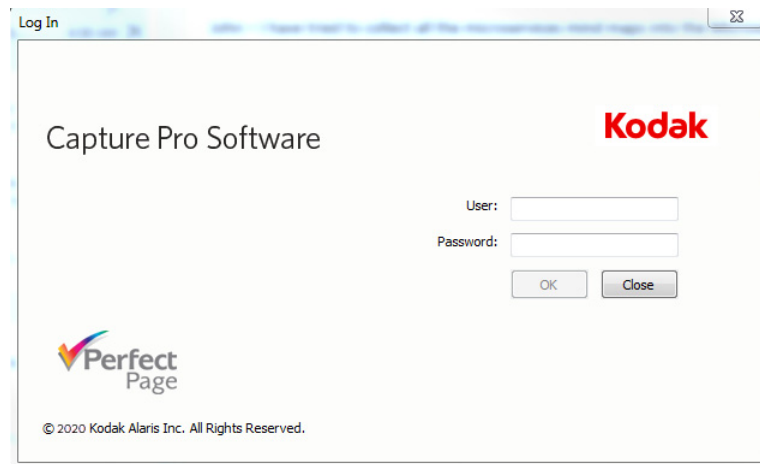 Log In
Capture Pro Software
Kodak
User:
Password:
OK Close
Perfect
Page
© 2020 Kodak Alaris Inc. All Rights Reserved.